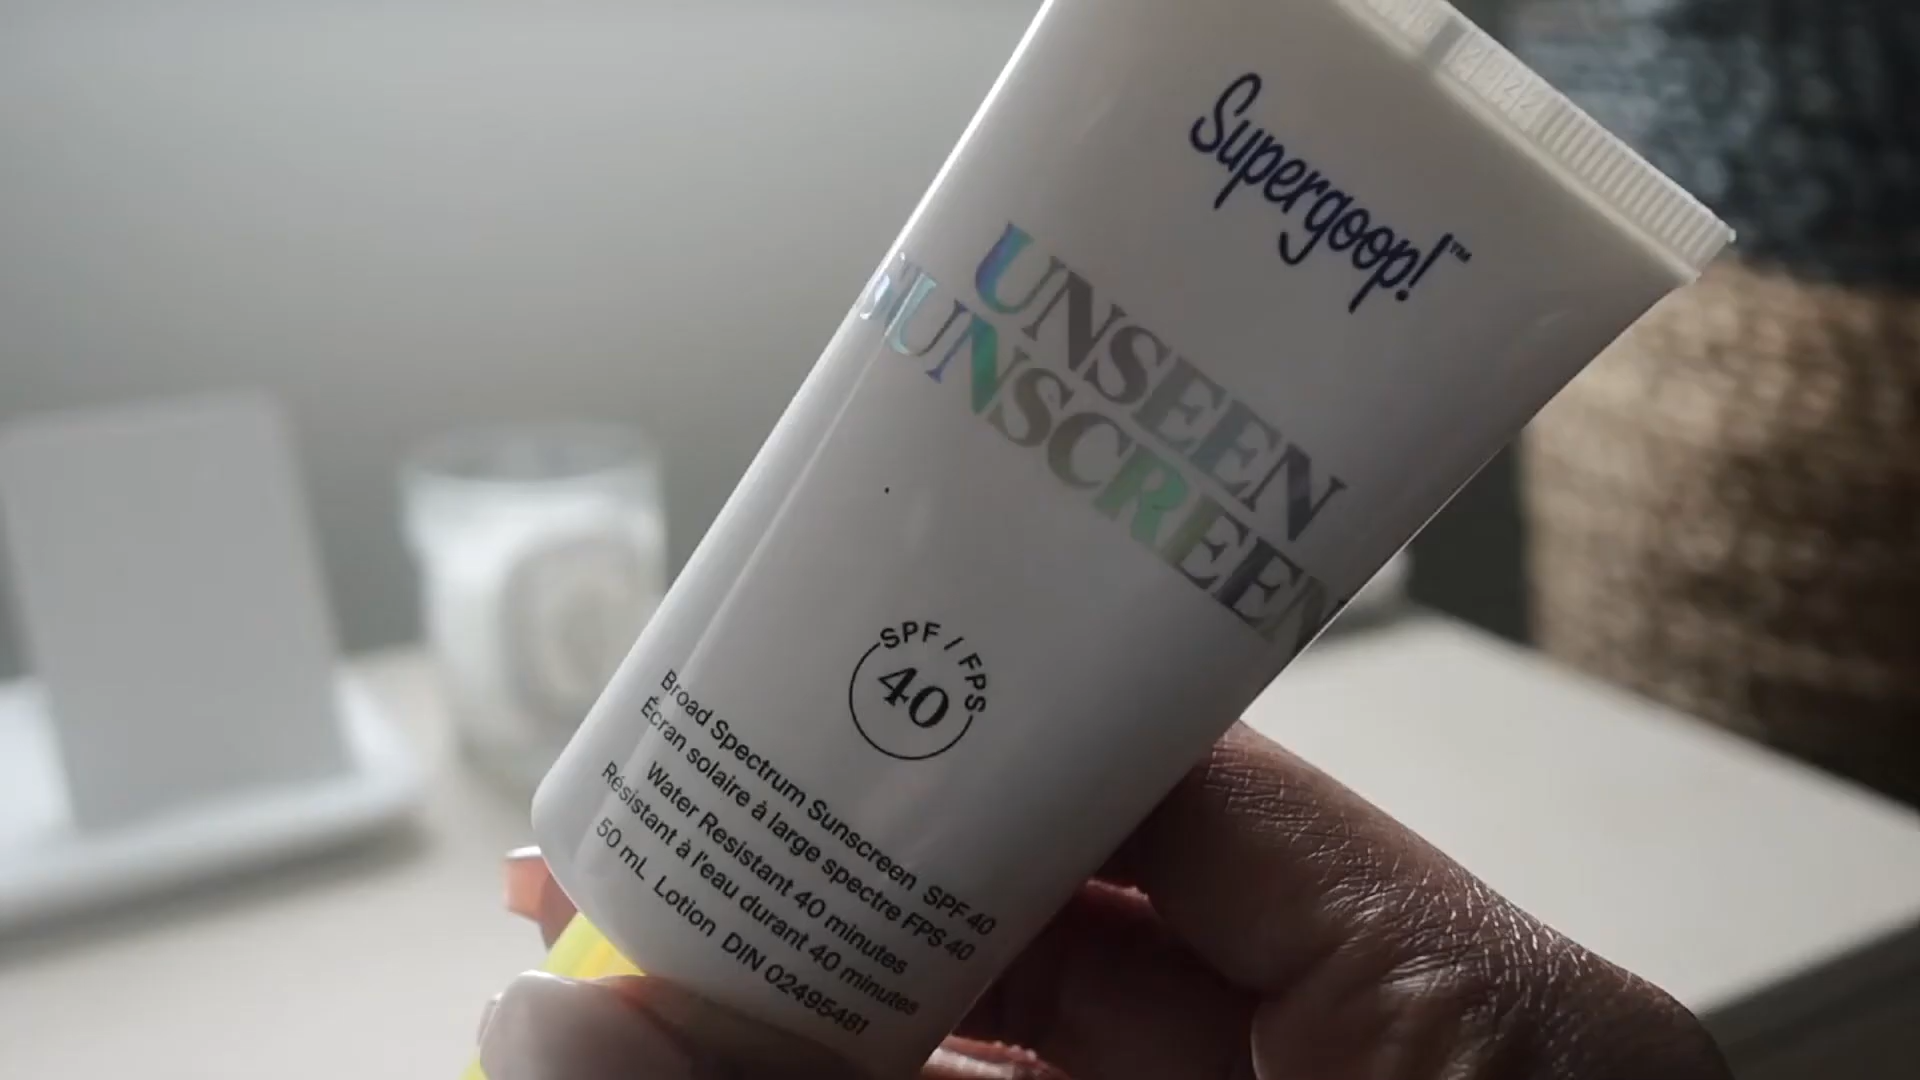 Supergoop!™
UNSEEN
SUNSCREEN
SPF / FPS
40
Broad Spectrum Sunscreen SPF 40
Écran solaire à large spectre FPS 40
Water Resistant 40 minutes
Résistant à l'eau durant 40 minutes
50 mL Lotion DIN 02495481